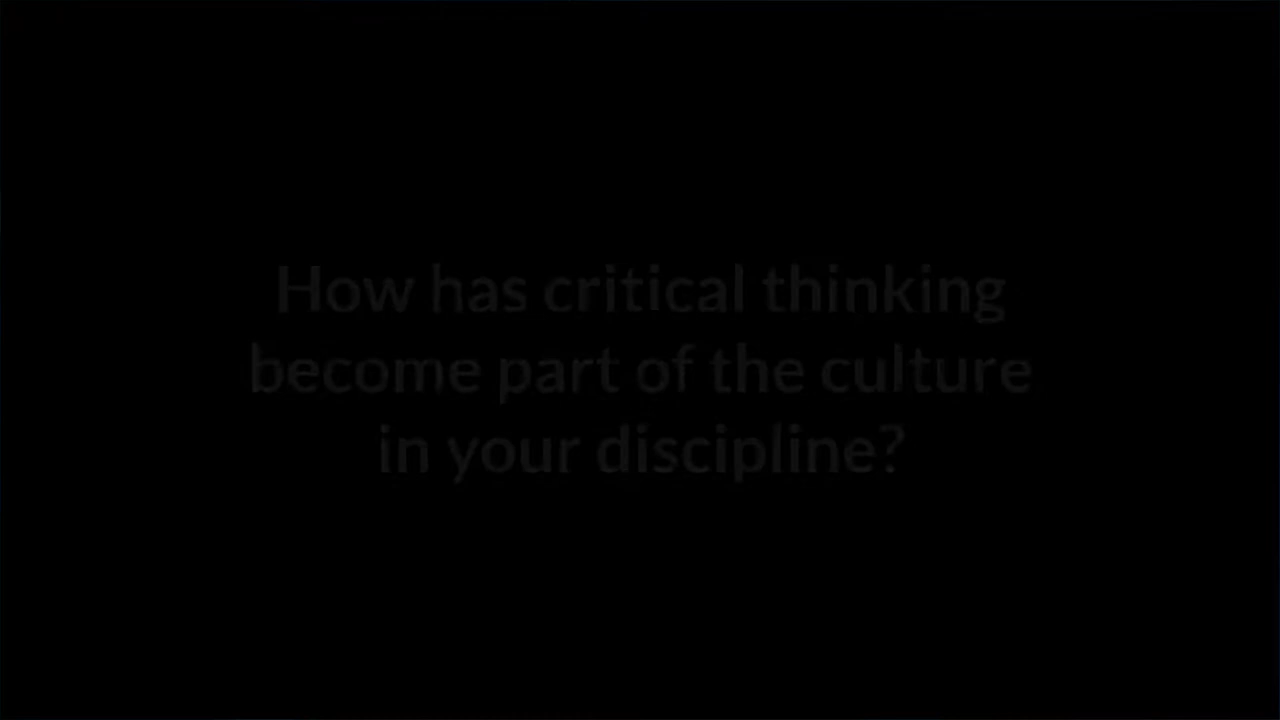 How has critical thinking
become part of the culture
in your discipline?